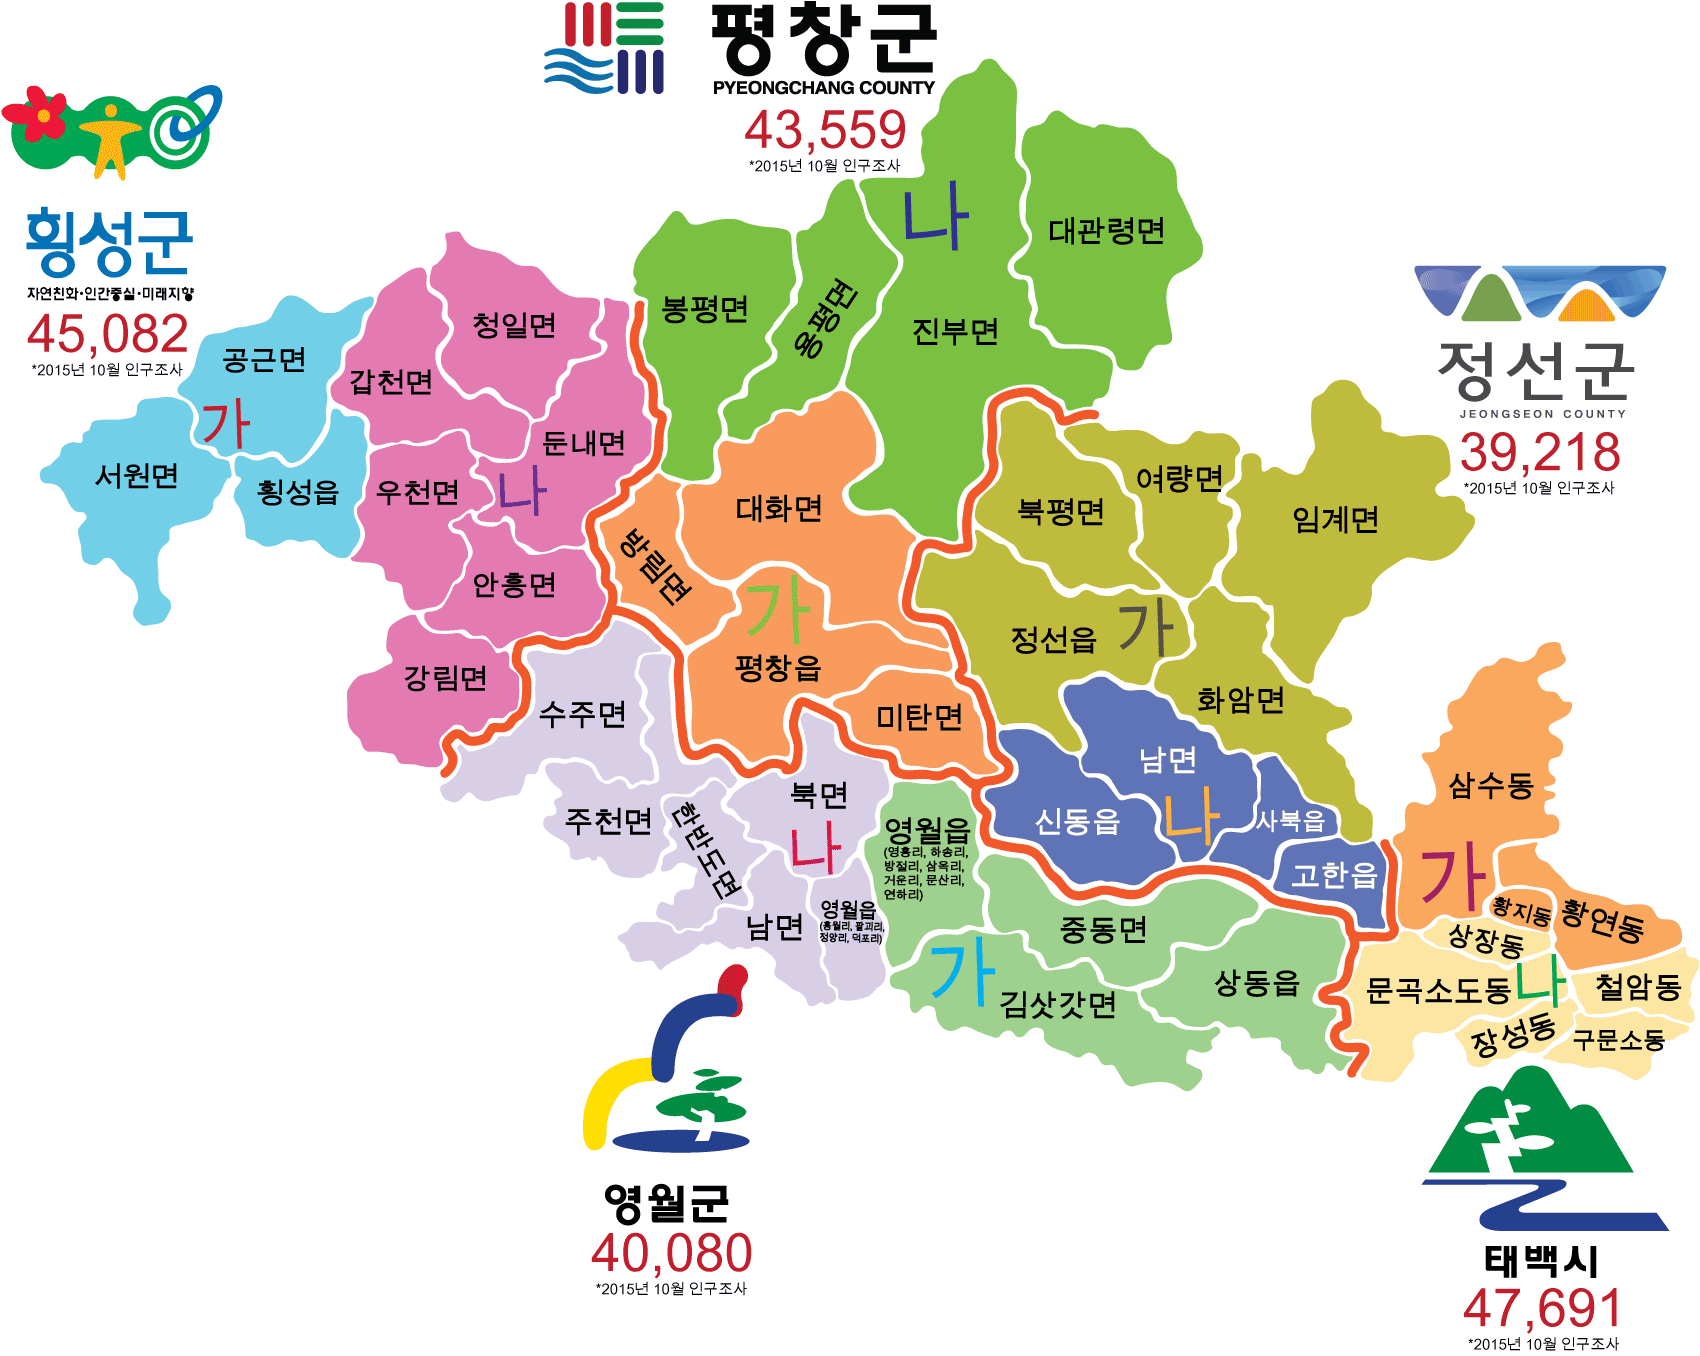 평창군
PYEONGCHANG COUNTY
43,559
*2015년 10월 인구조사
횡성군
자연친화·인간중심·미래지향
45,082
*2015년 10월 인구조사
정선군
JEONGSEON COUNTY
39,218
*2015년 10월 인구조사
공근면
가
서원면
횡성읍
청일면
갑천면
둔내면
우천면
나
안흥면
강림면
봉평면
용평면
나
진부면
대관령면
대화면
방림면
가
평창읍
미탄면
북평면
여량면
임계면
정선읍
가
화암면
남면
나
신동읍
사북읍
고한읍
수주면
주천면
한반도면
북면
나
남면
영월읍
(흥월리, 팔괴리,
정양리, 덕포리)
영월읍
(영흥리, 하송리,
방절리, 삼옥리,
거운리, 문산리,
연하리)
중동면
가
김삿갓면
상동읍
삼수동
가
황지동
황연동
상장동
문곡소도동
나
철암동
장성동
구문소동
영월군
40,080
*2015년 10월 인구조사
태백시
47,691
*2015년 10월 인구조사